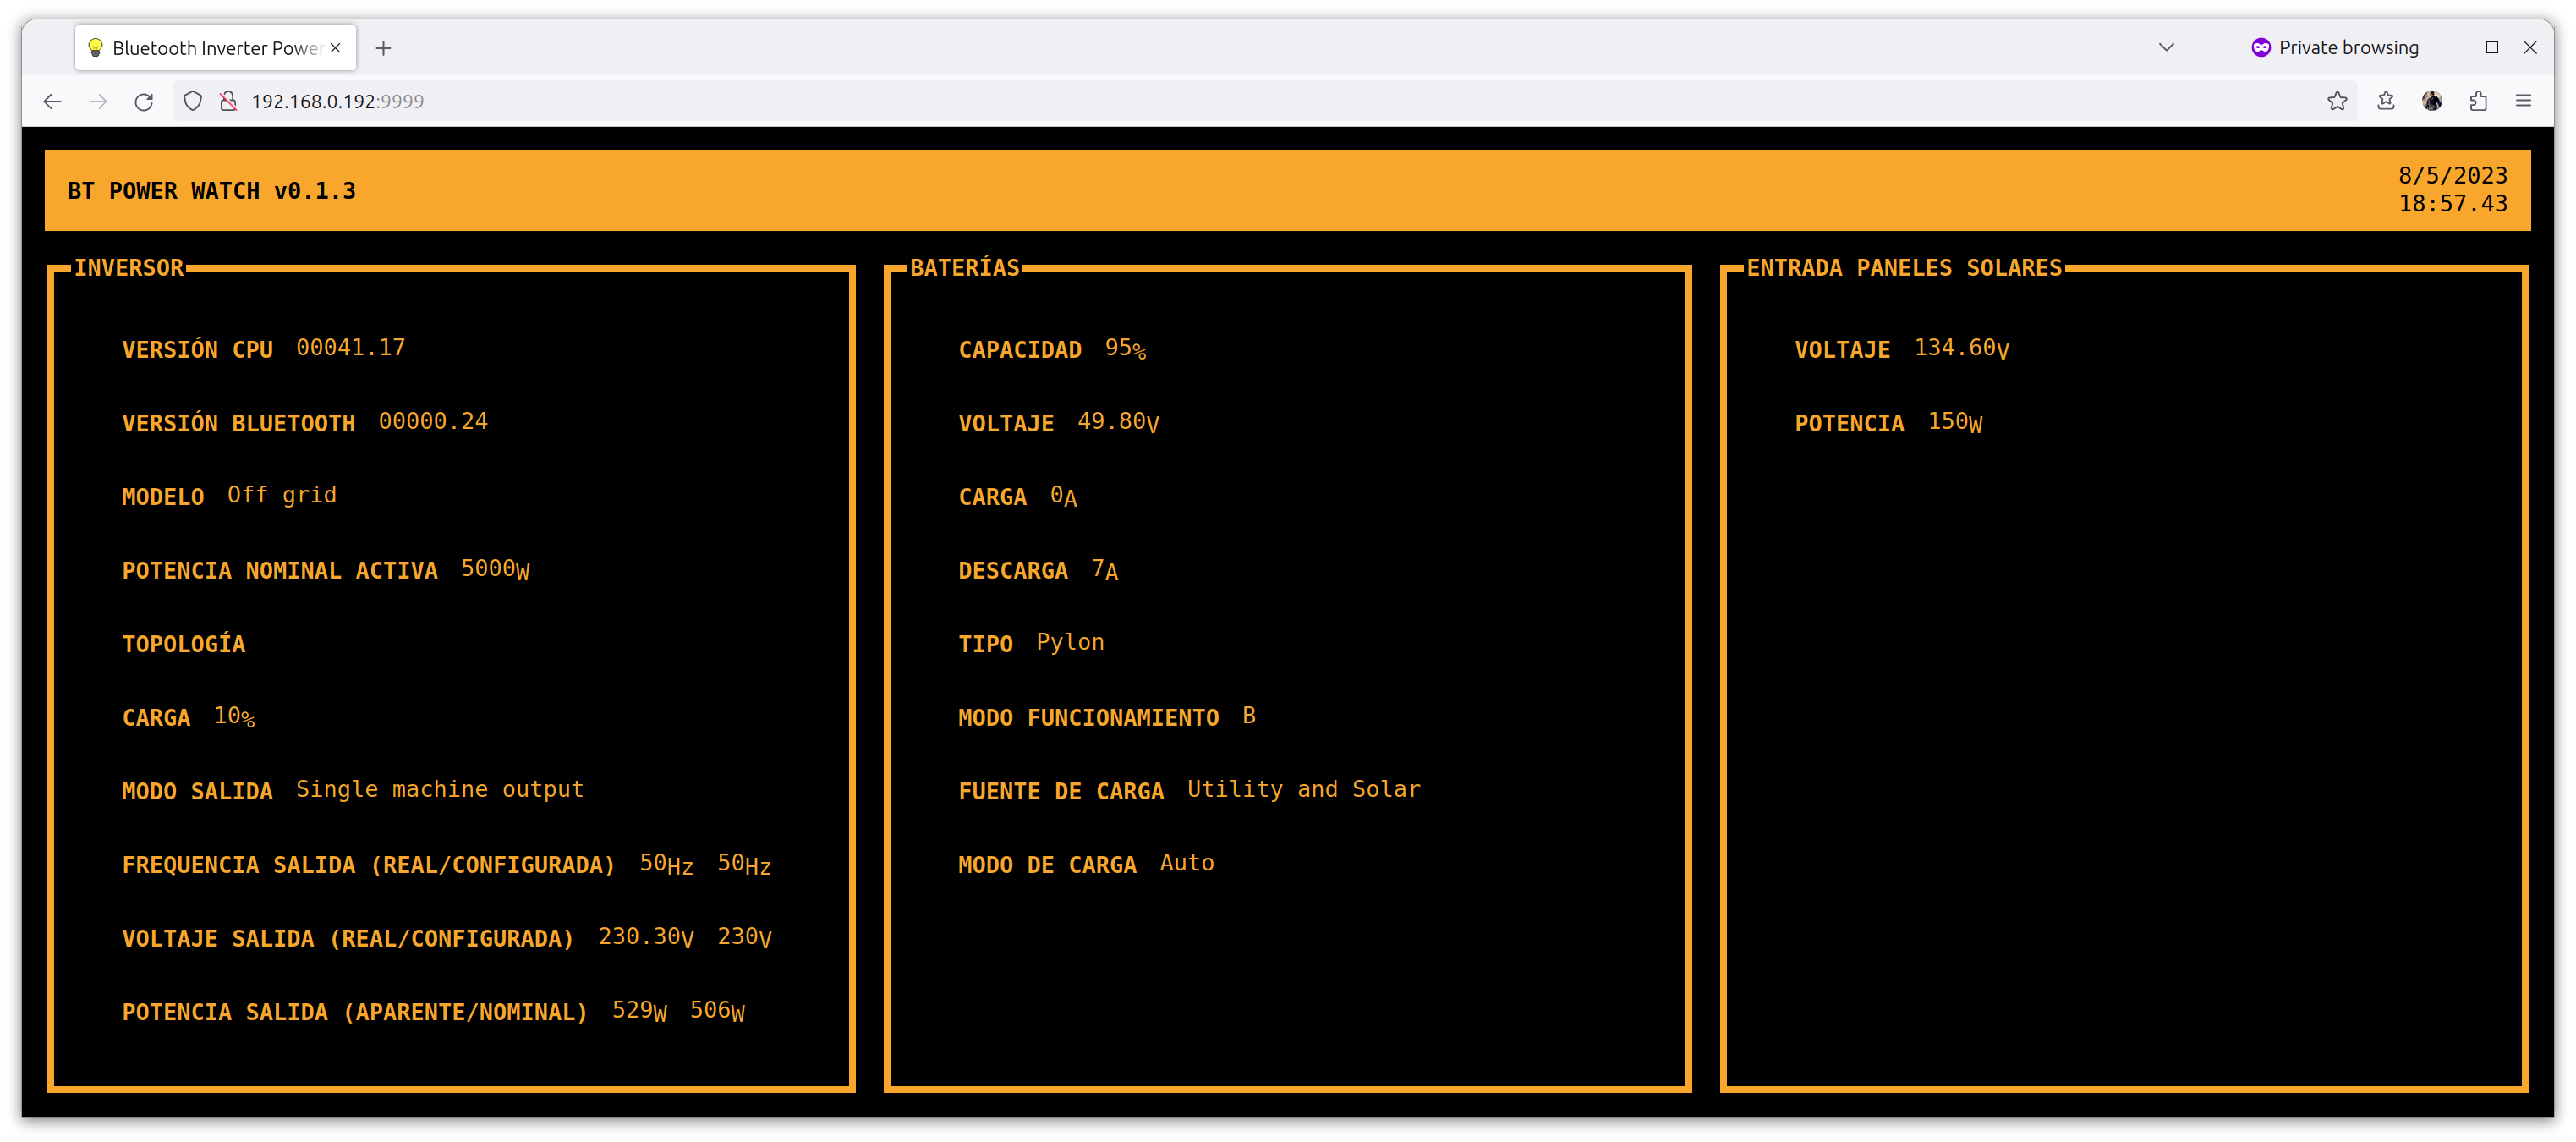 Bluetooth Inverter Power
Private browsing
192.168.0.192:9999
BT POWER WATCH v0.1.3
8/5/2023
18:57.43
INVERSOR
VERSIÓN CPU 00041.17
VERSIÓN BLUETOOTH 00000.24
MODELO Off grid
POTENCIA NOMINAL ACTIVA 5000W
TOPOLOGÍA
CARGA 10%
MODO SALIDA Single machine output
FREQUENCIA SALIDA (REAL/CONFIGURADA) 50Hz 50Hz
VOLTAJE SALIDA (REAL/CONFIGURADA) 230.30V 230V
POTENCIA SALIDA (APARENTE/NOMINAL) 529W 506W
BATERÍAS
CAPACIDAD 95%
VOLTAJE 49.80V
CARGA 0A
DESCARGA 7A
TIPO Pylon
MODO FUNCIONAMIENTO B
FUENTE DE CARGA Utility and Solar
MODO DE CARGA Auto
ENTRADA PANELES SOLARES
VOLTAJE 134.60V
POTENCIA 150W